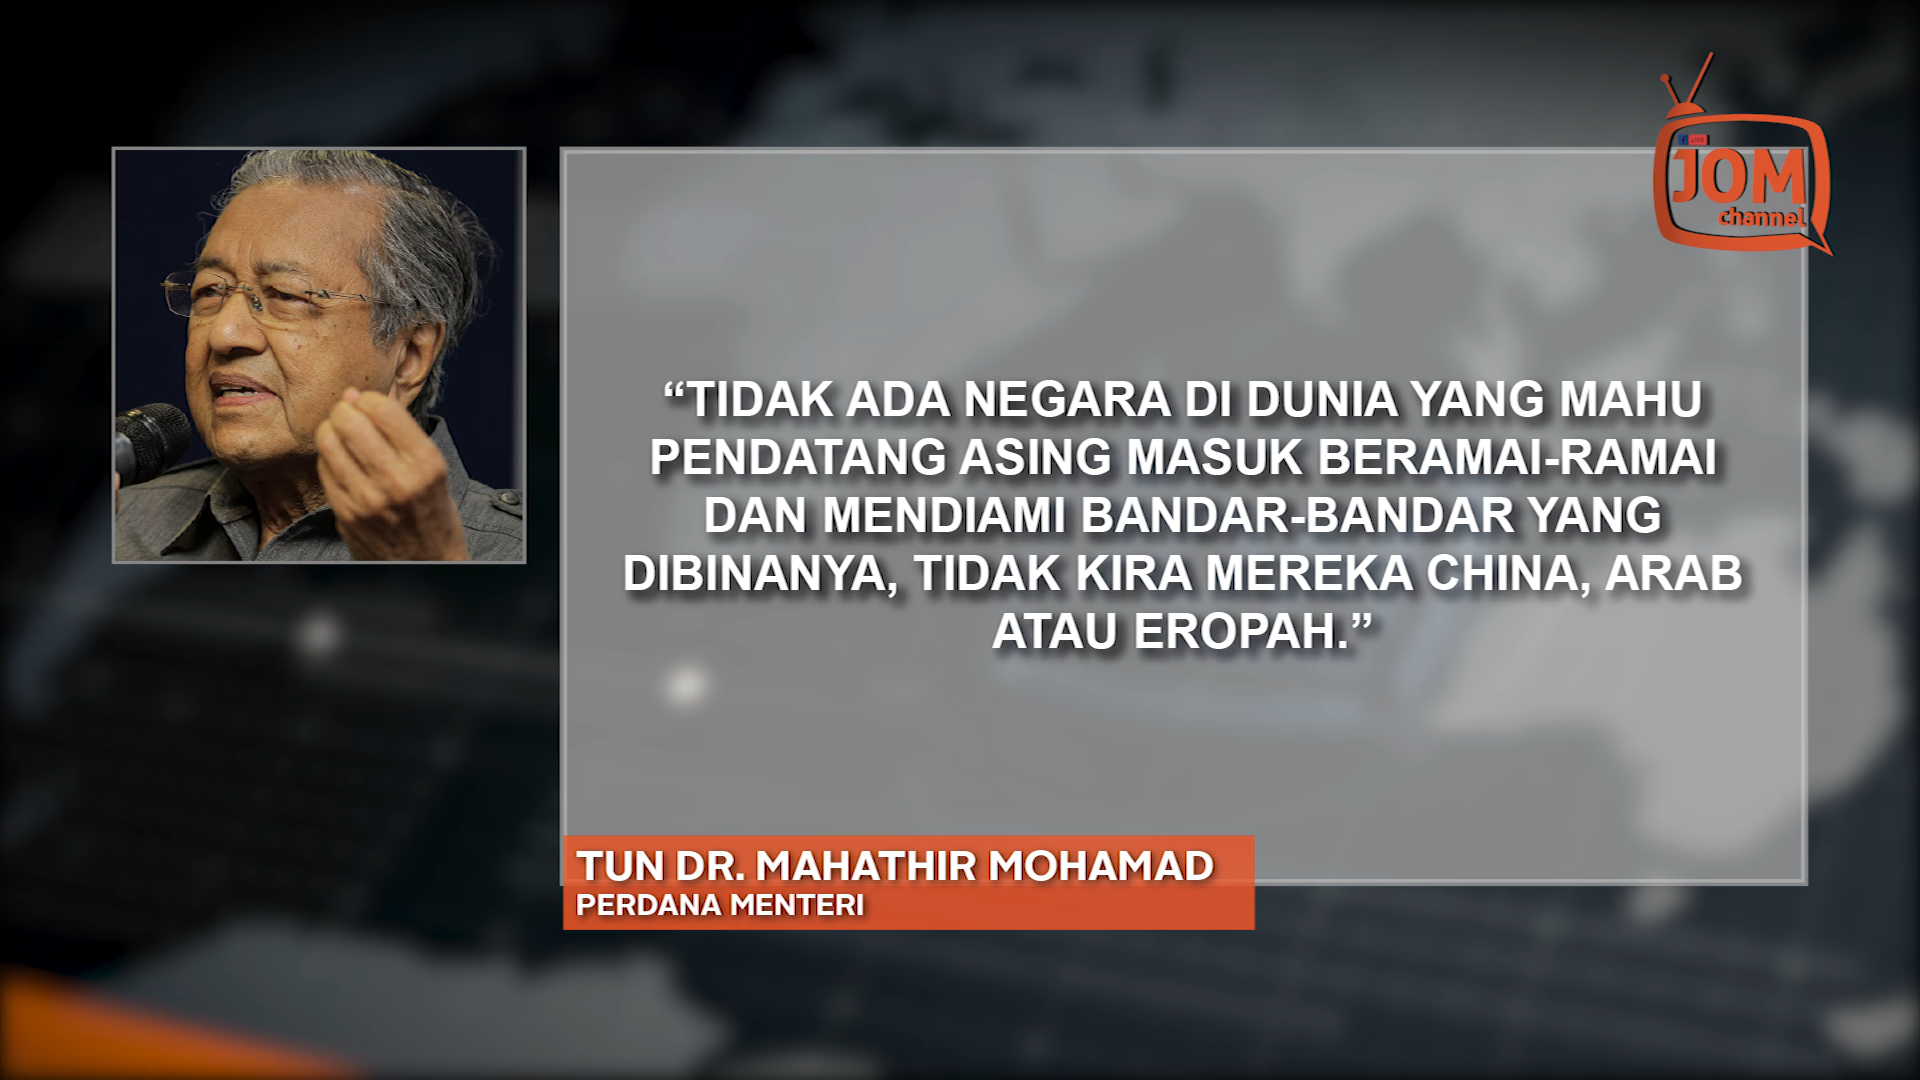 LIVE
JOM
channel
“TIDAK ADA NEGARA DI DUNIA YANG MAHU
PENDATANG ASING MASUK BERAMAI-RAMAI
DAN MENDIAMI BANDAR-BANDAR YANG
DIBINANYA, TIDAK KIRA MEREKA CHINA, ARAB
ATAU EROPAH.”
TUN DR. MAHATHIR MOHAMAD
PERDANA MENTERI